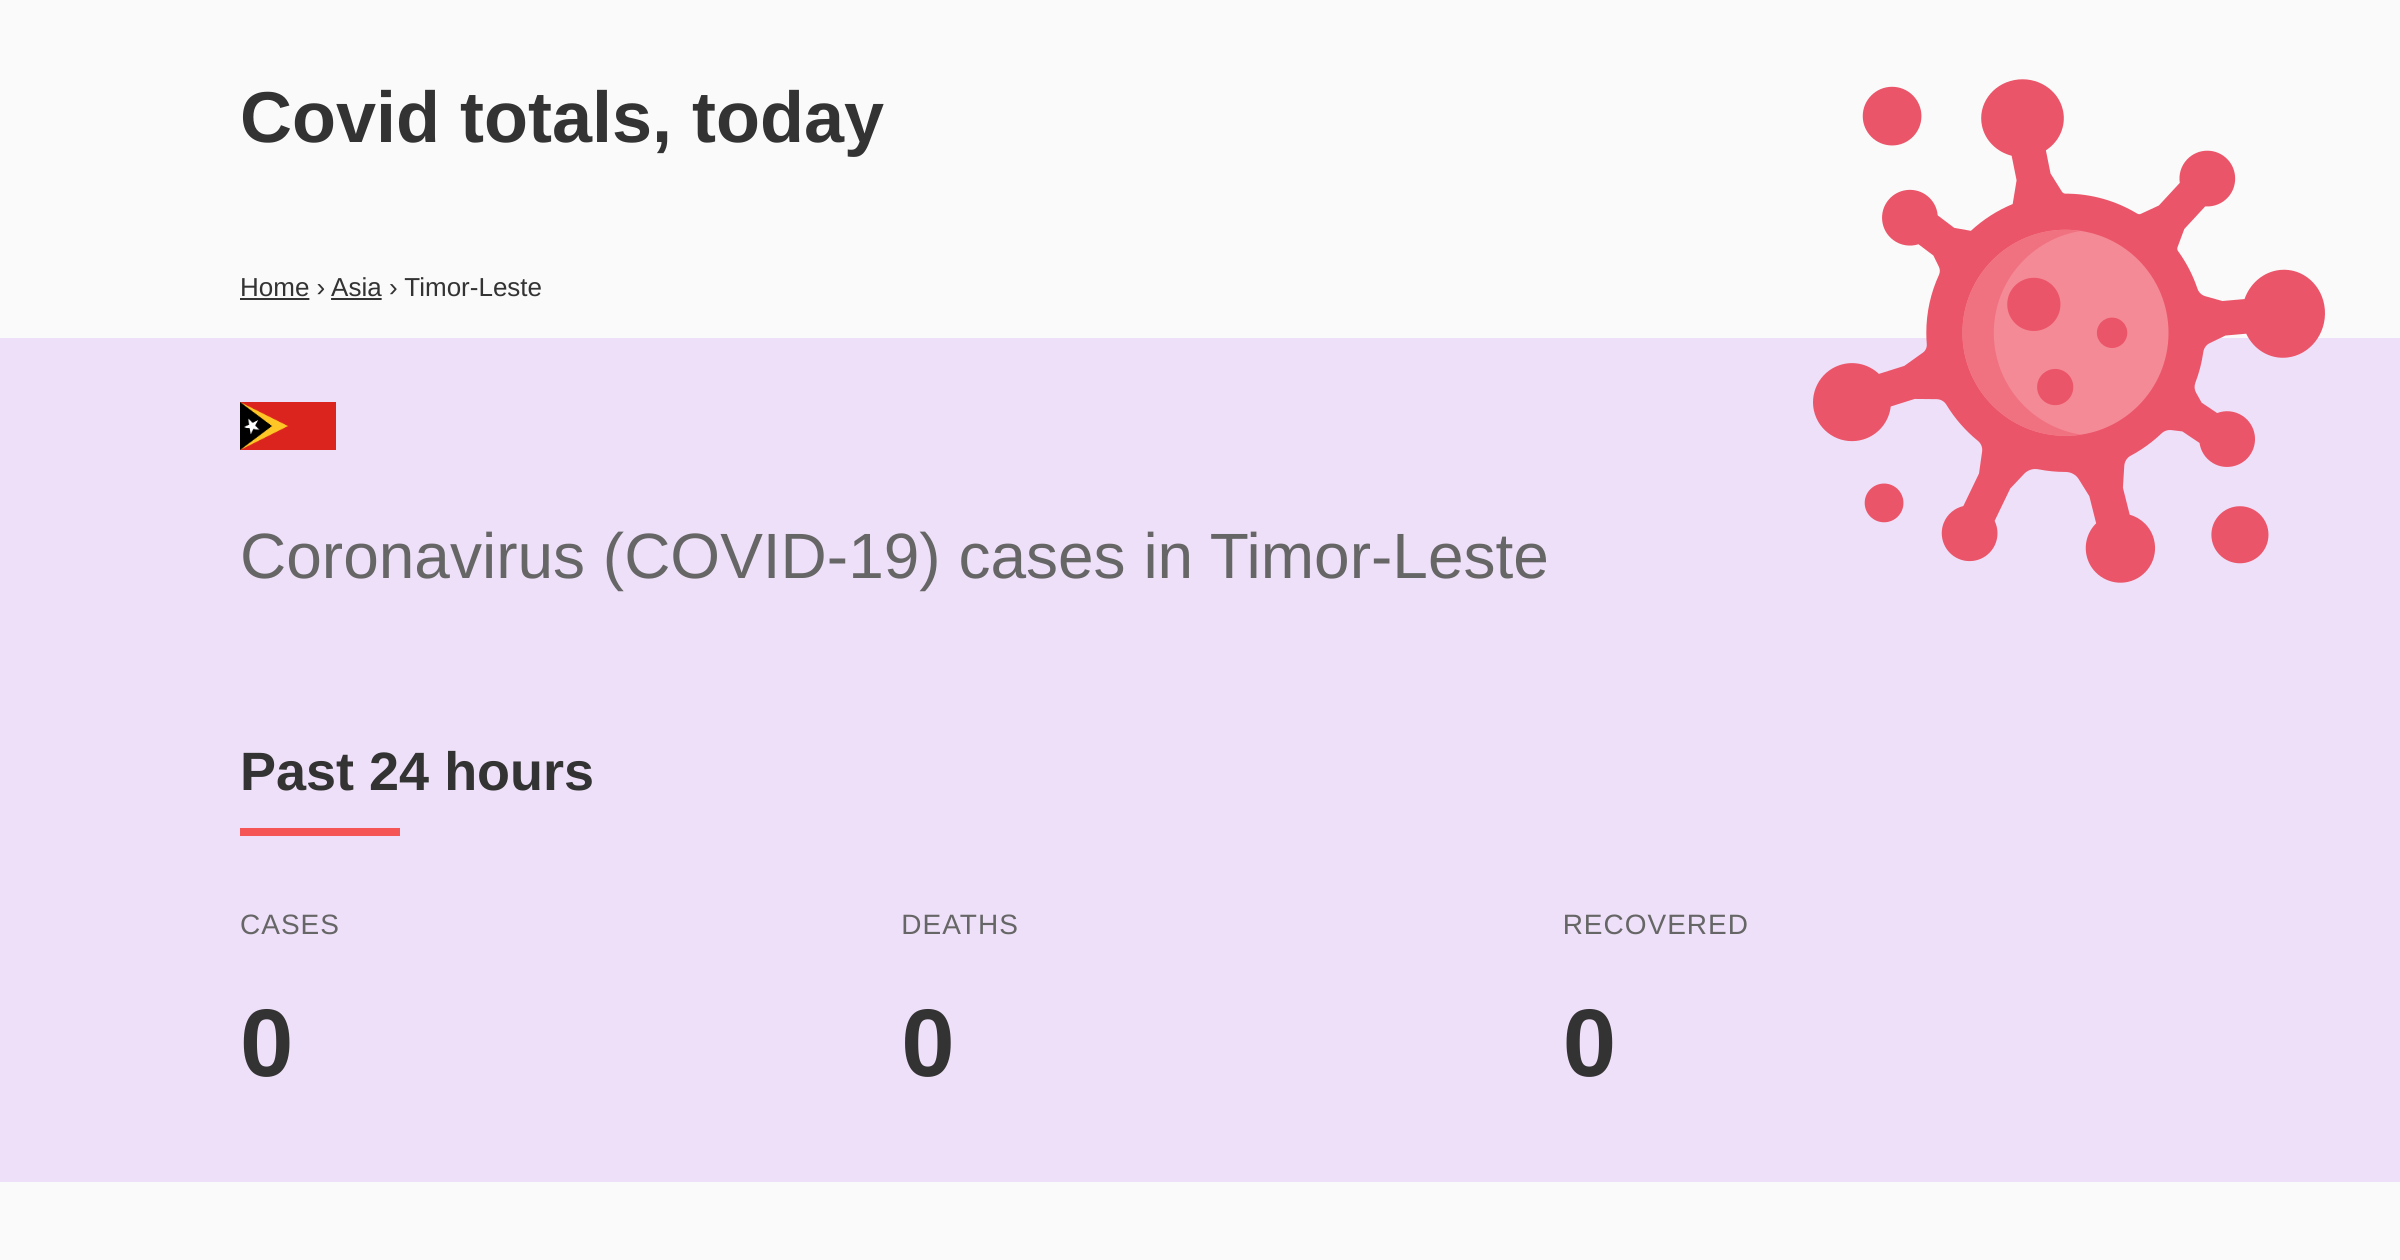 Covid totals, today
Home › Asia › Timor-Leste
Coronavirus (COVID-19) cases in Timor-Leste
Past 24 hours
CASES DEATHS RECOVERED
0 0 0